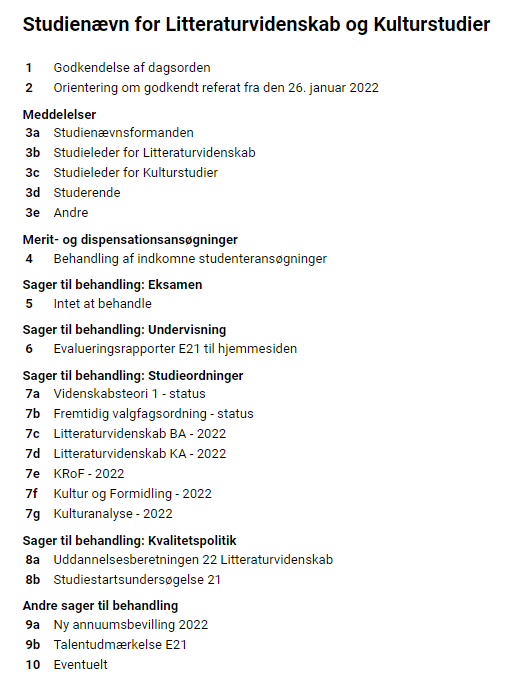 Studienævn for Litteraturvidenskab og Kulturstudier
1 Godkendelse af dagsorden
2 Orientering om godkendt referat fra den 26. januar 2022
Meddelelser
3a Studienævnsformanden
3b Studieleder for Litteraturvidenskab
3c Studieleder for Kulturstudier
3d Studerende
3e Andre
Merit- og dispensationsansøgninger
4 Behandling af indkomne studenteransøgninger
Sager til behandling: Eksamen
5 Intet at behandle
Sager til behandling: Undervisning
6 Evalueringsrapporter E21 til hjemmesiden
Sager til behandling: Studieordninger
7a Videnskabsteori 1 - status
7b Fremtidig valgfagsordning - status
7c Litteraturvidenskab BA - 2022
7d Litteraturvidenskab KA - 2022
7e KRoF - 2022
7f Kultur og Formidling - 2022
7g Kulturanalyse - 2022
Sager til behandling: Kvalitetspolitik
8a Uddannelsesberetningen 22 Litteraturvidenskab
8b Studiestartsundersøgelse 21
Andre sager til behandling
9a Ny annuumsbevilling 2022
9b Talentudmærkelse E21
10 Eventuelt